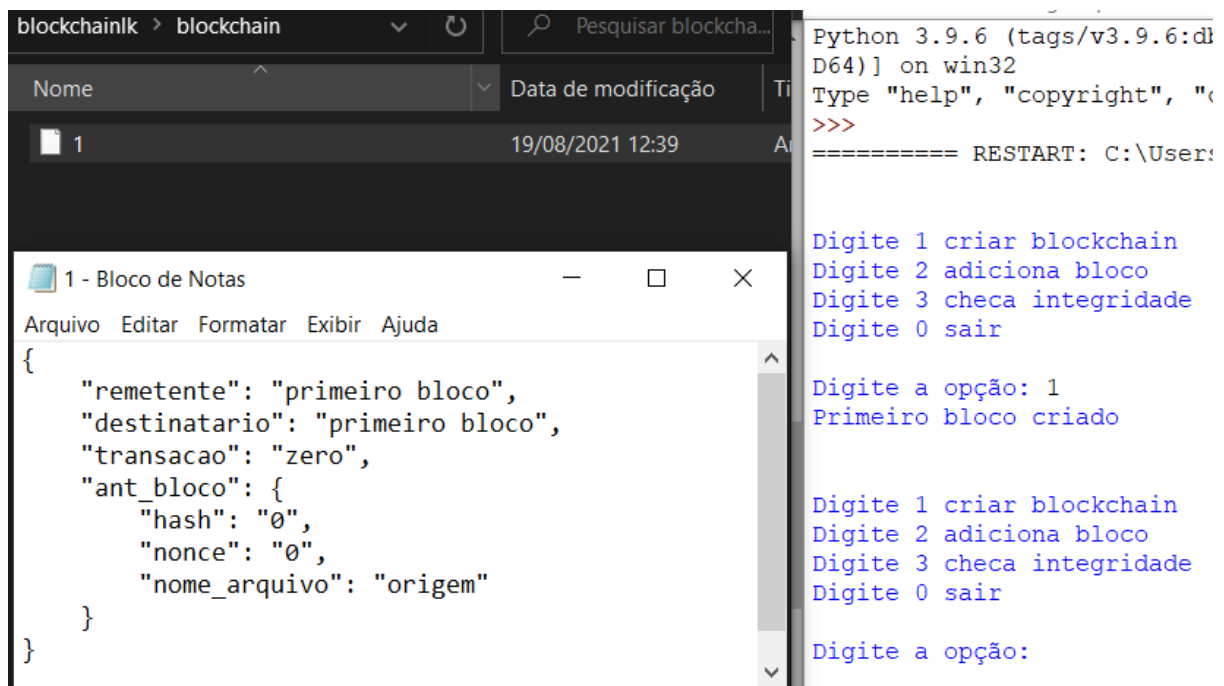 blockchainlk > blockchain
Pesquisar blockcha...
Nome
Data de modificação
1
19/08/2021 12:39
1 - Bloco de Notas
Arquivo Editar Formatar Exibir Ajuda
{
"remetente": "primeiro bloco",
"destinatario": "primeiro bloco",
"transacao": "zero",
"ant_bloco": {
"hash": "0",
"nonce": "0",
"nome_arquivo": "origem"
}
}
Python 3.9.6 (tags/v3.9.6:db
D64)] on win32
Type "help", "copyright", "c
>>>
========== RESTART: C:\Users
Digite 1 criar blockchain
Digite 2 adiciona bloco
Digite 3 checa integridade
Digite 0 sair
Digite a opção: 1
Primeiro bloco criado
Digite 1 criar blockchain
Digite 2 adiciona bloco
Digite 3 checa integridade
Digite 0 sair
Digite a opção: